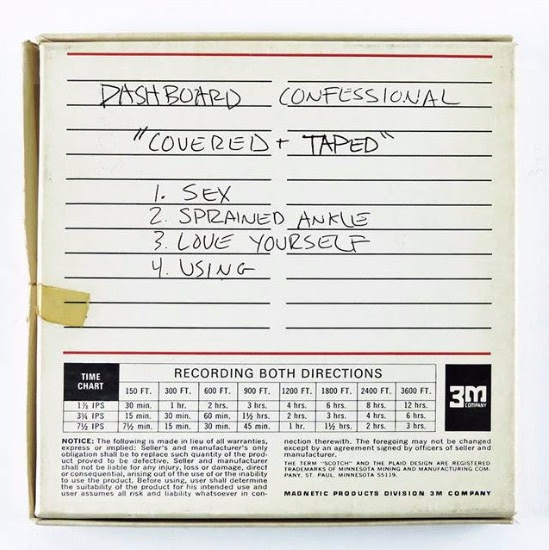 DASHBOARD CONFESSIONAL
"COVERED + TAPED"
1. SEX
2. SPRAINED ANKLE
3. LOVE YOURSELF
4. USING
TIME CHART
RECORDING BOTH DIRECTIONS
150 FT. 300 FT. 600 FT. 900 FT. 1200 FT. 1800 FT. 2400 FT. 3600 FT.
1⅞ IPS 30 min. 1 hr. 2 hrs. 3 hrs. 4 hrs. 6 hrs. 8 hrs. 12 hrs.
3¾ IPS 15 min. 30 min. 60 min. 1½ hrs. 2 hrs. 3 hrs. 4 hrs. 6 hrs.
7½ IPS 7½ min. 15 min. 30 min. 45 min. 1 hr. 1½ hrs. 2 hrs. 3 hrs.
3M
COMPANY
NOTICE: The following is made in lieu of all warranties,
express or implied: Seller's and manufacturer's only
obligation shall be to replace such quantity of the prod-
uct proved to be defective. Seller and manufacturer
shall not be liable for any injury, loss or damage, direct
or consequential, arising out of the use of or the inability
to use the product. Before using, user shall determine
the suitability of the product for his intended use and
user assumes all risk and liability whatsoever in con-
nection therewith. The foregoing may not be changed
except by an agreement signed by officers of seller and
manufacturer.
THE TERM "SCOTCH" AND THE PLAID DESIGN ARE REGISTERED
TRADEMARKS OF MINNESOTA MINING AND MANUFACTURING COM-
PANY, ST. PAUL, MINNESOTA 55119.
MAGNETIC PRODUCTS DIVISION 3M COMPANY